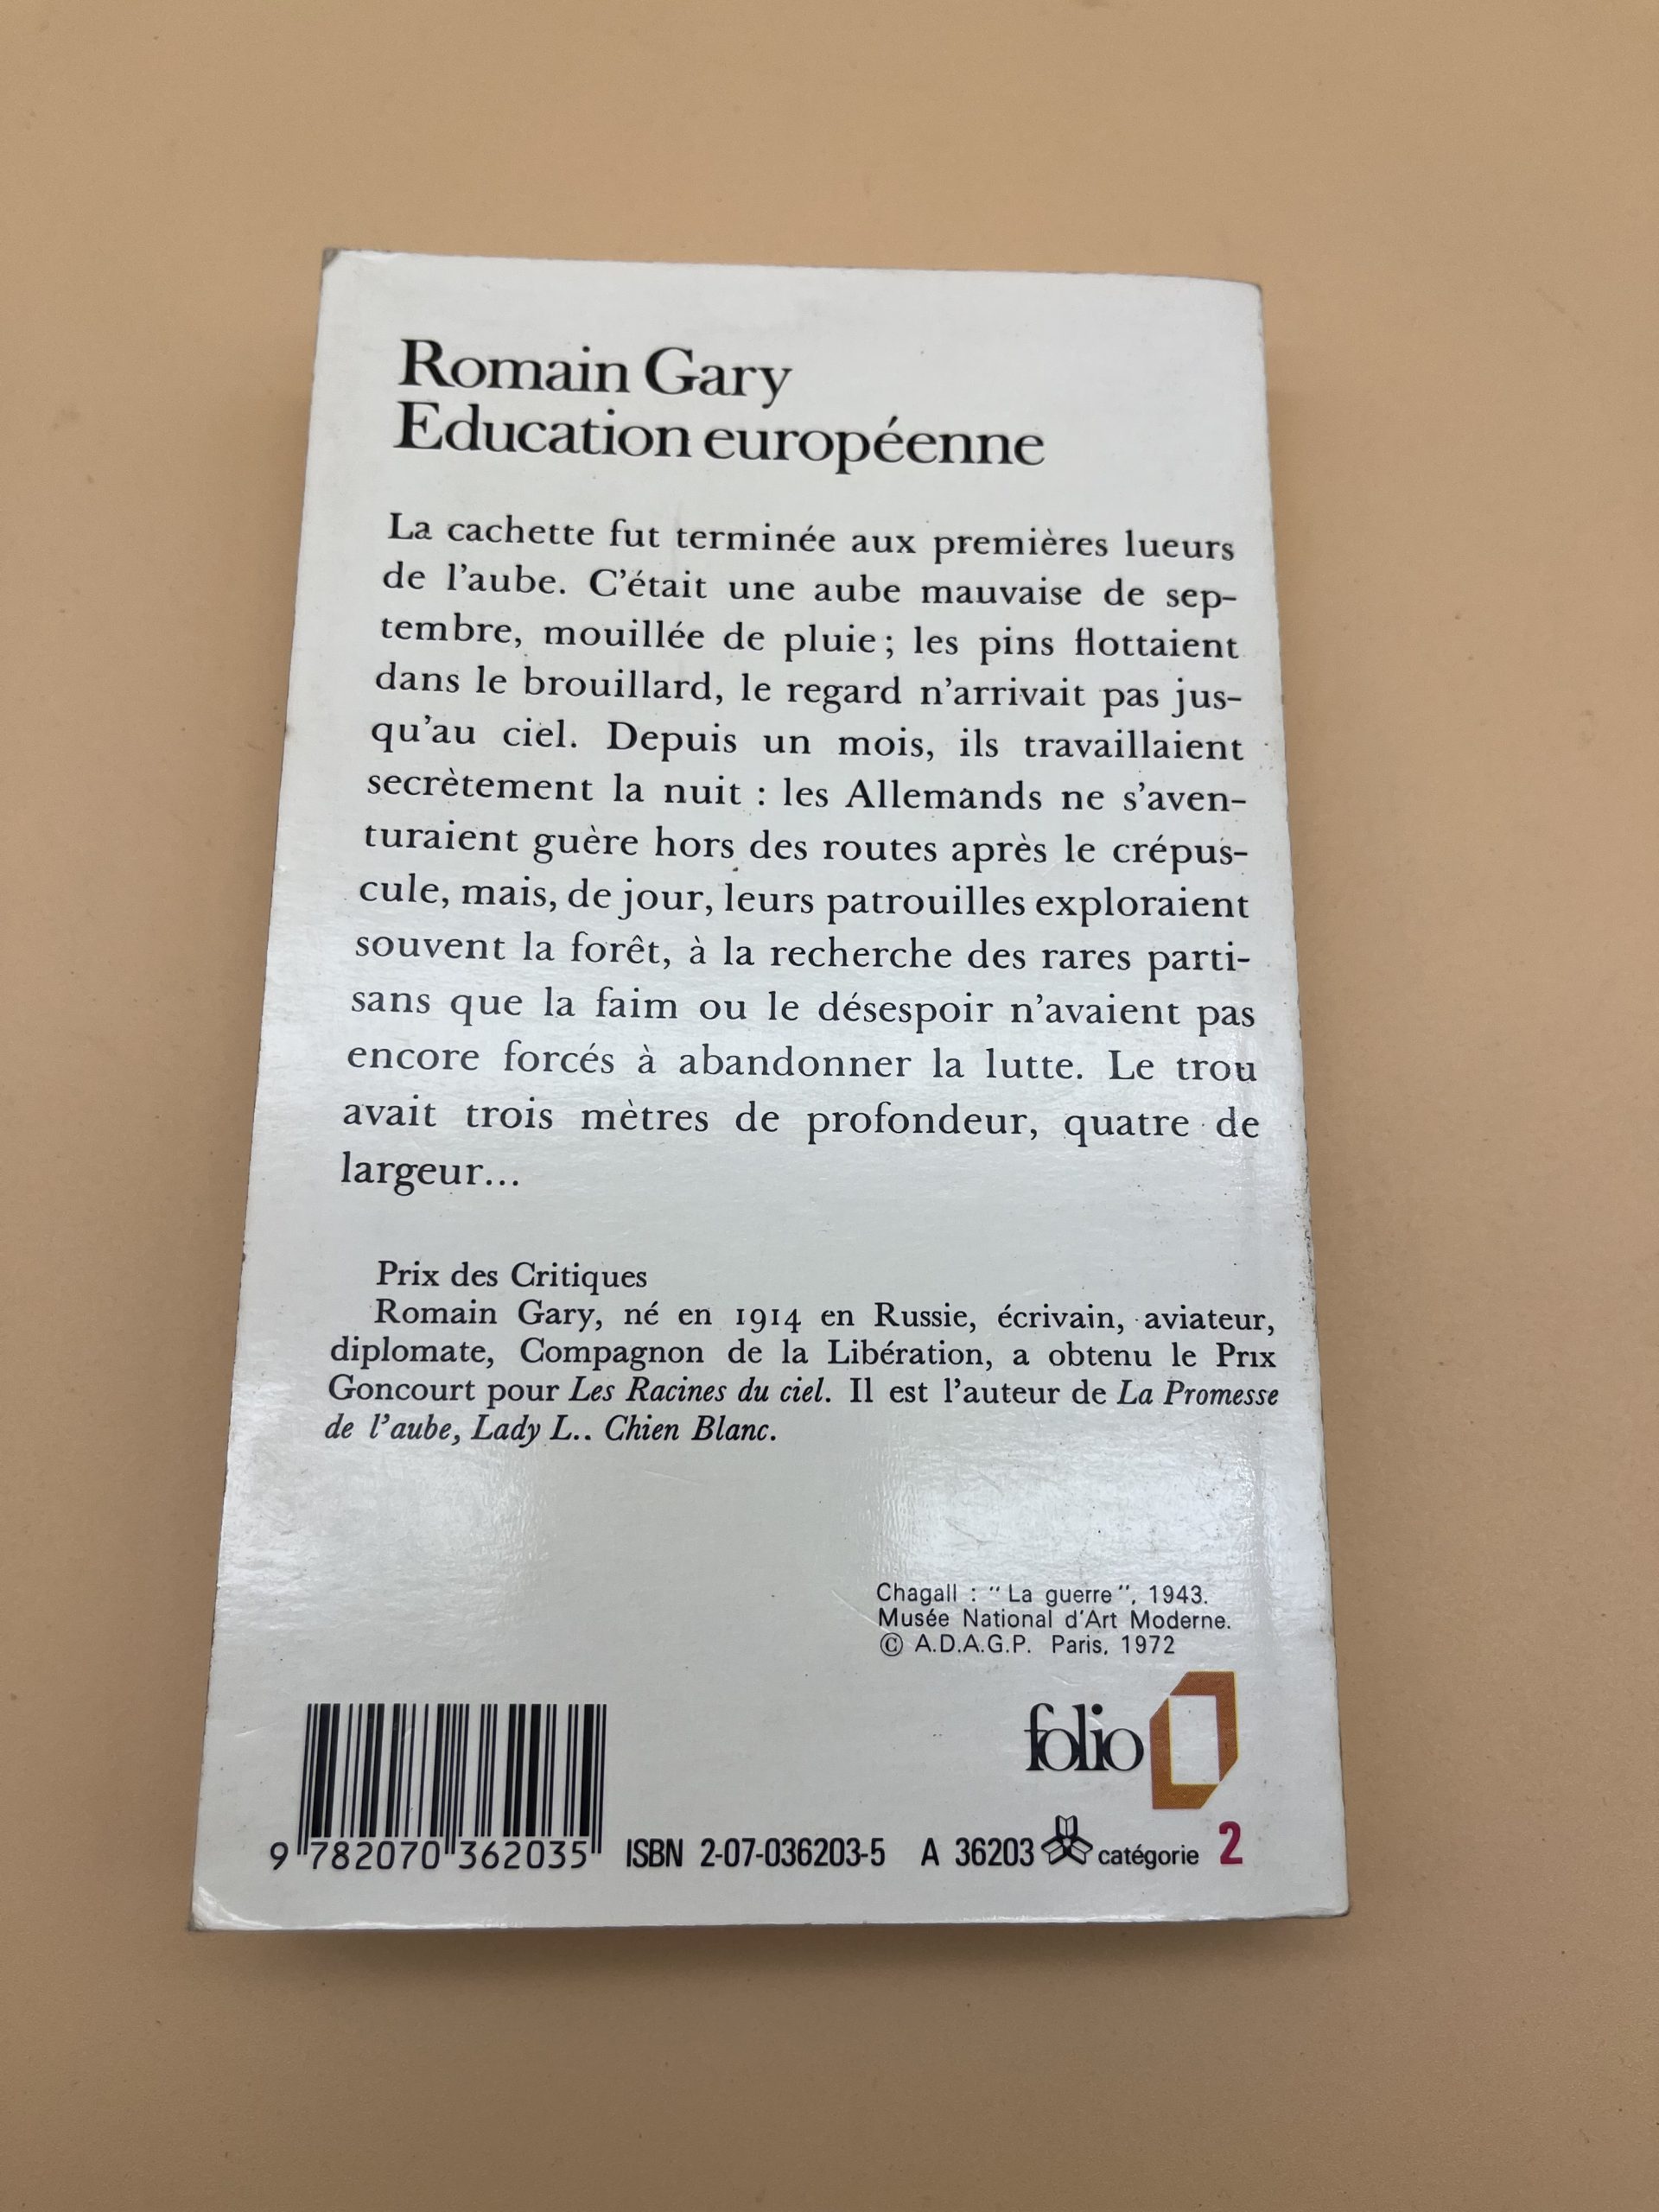 Romain Gary
Education européenne
La cachette fut terminée aux premières lueurs
de l'aube. C'était une aube mauvaise de sep-
tembre, mouillée de pluie ; les pins flottaient
dans le brouillard, le regard n'arrivait pas jus-
qu'au ciel. Depuis un mois, ils travaillaient
secrètement la nuit : les Allemands ne s'aven-
turaient guère hors des routes après le crépus-
cule, mais, de jour, leurs patrouilles exploraient
souvent la forêt, à la recherche des rares parti-
sans que la faim ou le désespoir n'avaient pas
encore forcés à abandonner la lutte. Le trou
avait trois mètres de profondeur, quatre de
largeur...
Prix des Critiques
Romain Gary, né en 1914 en Russie, écrivain, aviateur,
diplomate, Compagnon de la Libération, a obtenu le Prix
Goncourt pour Les Racines du ciel. Il est l'auteur de La Promesse
de l'aube, Lady L.. Chien Blanc.
Chagall : "La guerre", 1943.
Musée National d'Art Moderne.
© A.D.A.G.P. Paris, 1972
folio
9 782070 362035 ISBN 2-07-036203-5 A 36203 catégorie 2